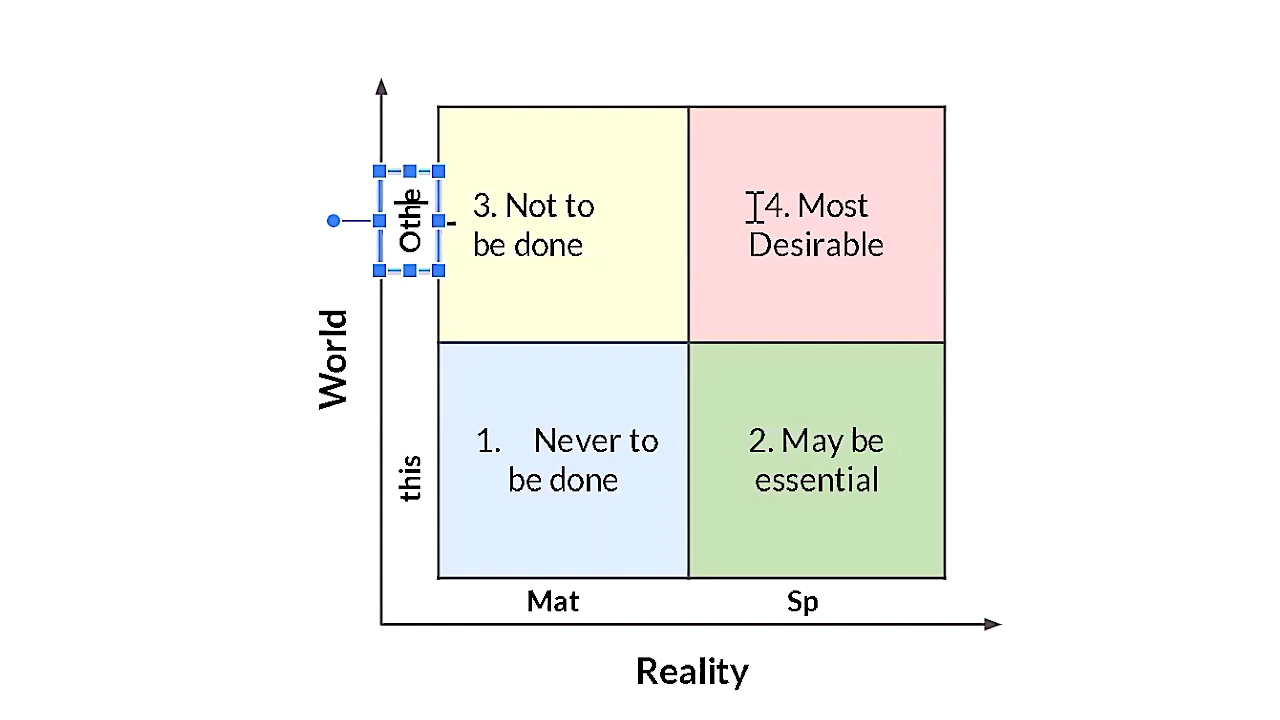 Othe
3. Not to
be done
4. Most
Desirable
World
this
1. Never to
be done
2. May be
essential
Mat
Sp
Reality